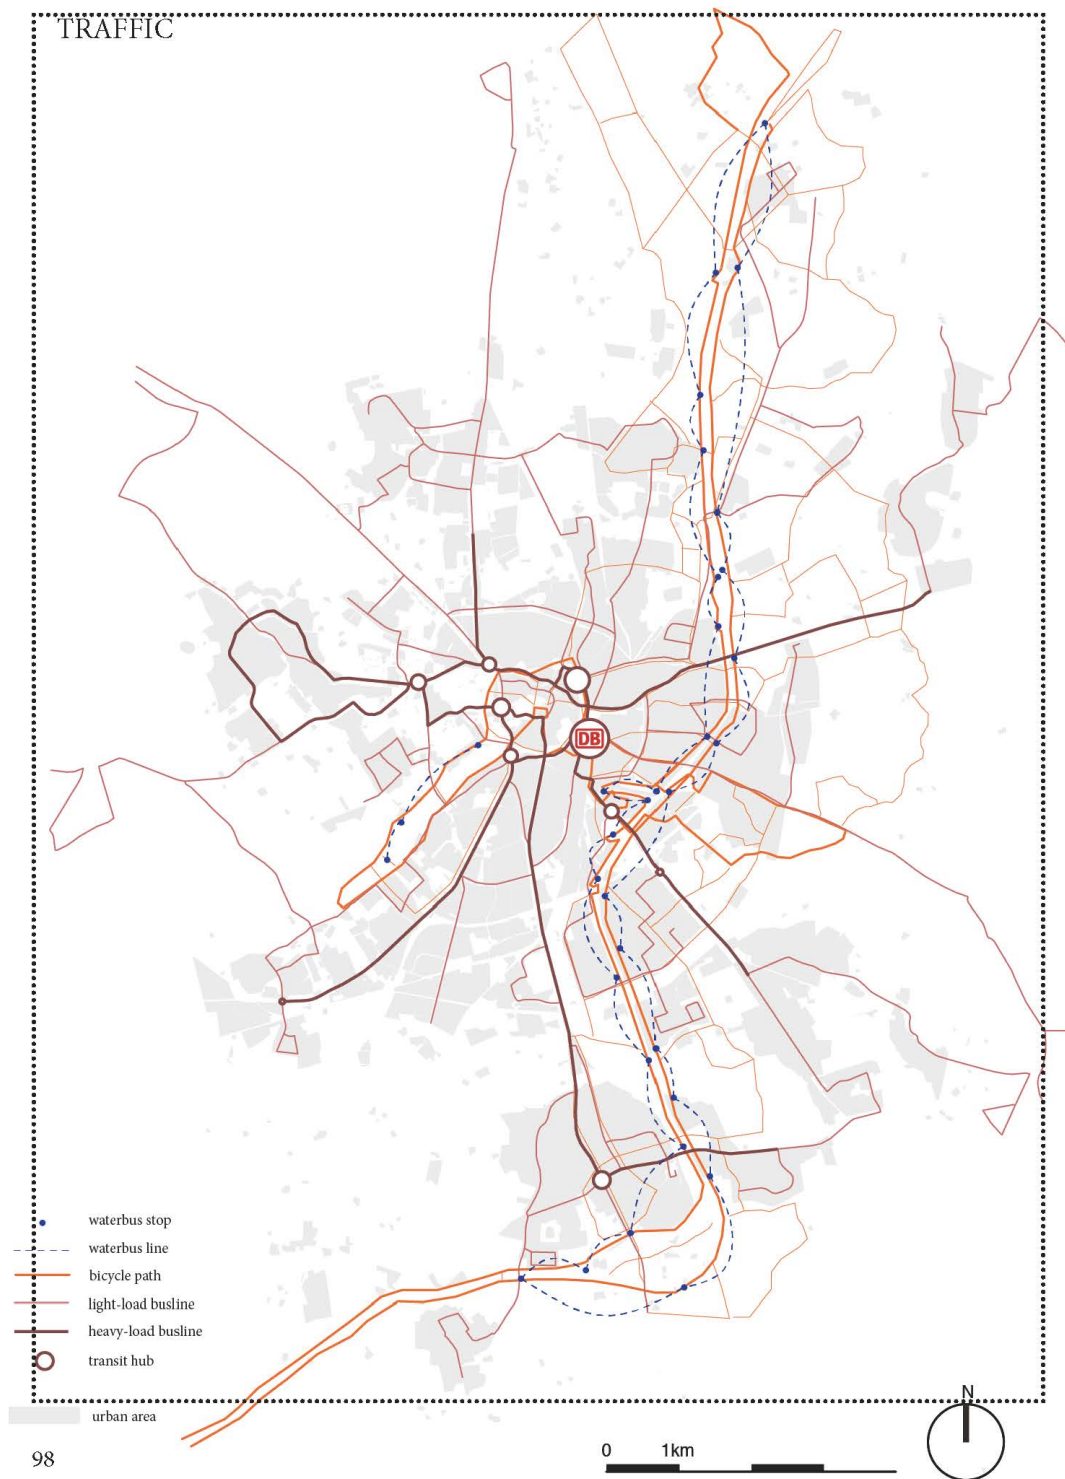 TRAFFIC
DB
waterbus stop
waterbus line
bicycle path
light-load busline
heavy-load busline
transit hub
urban area
N
0 1km
98